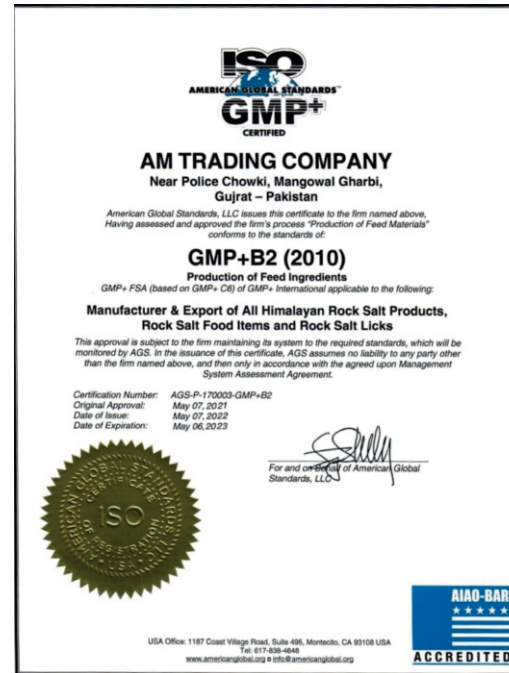 ISO
AMERICAN GLOBAL STANDARDS™
GMP+
CERTIFIED
AM TRADING COMPANY
Near Police Chowki, Mangowal Gharbi,
Gujrat – Pakistan
American Global Standards, LLC issues this certificate to the firm named above,
Having assessed and approved the firm's process "Production of Feed Materials"
conforms to the standards of:
GMP+B2 (2010)
Production of Feed Ingredients
GMP+ FSA (based on GMP+ C6) of GMP+ International applicable to the following:
Manufacturer & Export of All Himalayan Rock Salt Products,
Rock Salt Food Items and Rock Salt Licks
This approval is subject to the firm maintaining its system to the required standards, which will be
monitored by AGS. In the issuance of this certificate, AGS assumes no liability to any party other
than the firm named above, and then only in accordance with the agreed upon Management
System Assessment Agreement.
Certification Number: AGS-P-170003-GMP+B2
Original Approval: May 07,2021
Date of Issue: May 07,2022
Date of Expiration: May 06,2023
For and on Behalf of American Global
Standards, LLC
AMERICAN GLOBAL STANDARDS, LLC
CERTIFICATE
ISO
OF REGISTRATION
USA
AIAO-BAR
ACCREDITED
USA Office: 1187 Coast Village Road, Suite 495, Montecito, CA 93108 USA
Tel: 617-838-4648
www.americanglobal.org info@americanglobal.org